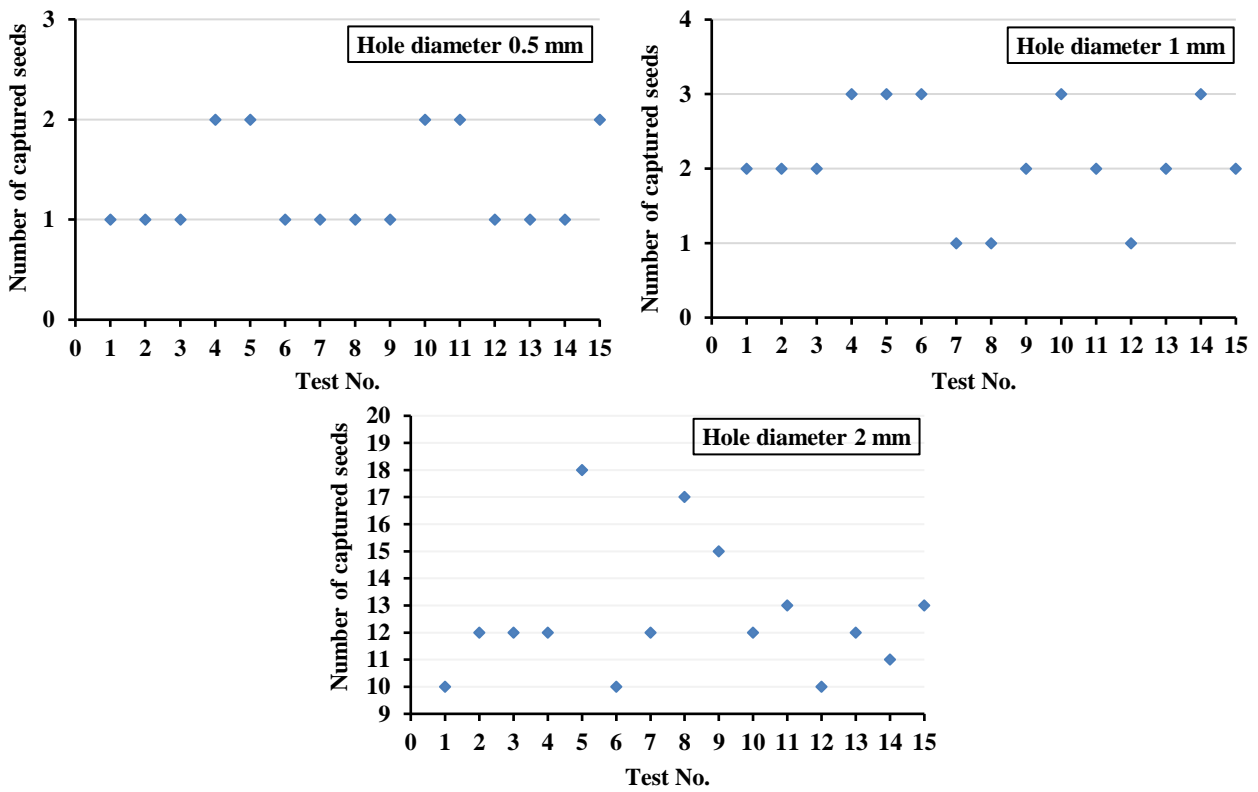 Hole diameter 0.5 mm
Number of captured seeds
3
2
1
0
0 1 2 3 4 5 6 7 8 9 10 11 12 13 14 15
Test No.
Hole diameter 1 mm
Number of captured seeds
4
3
2
1
0
0 1 2 3 4 5 6 7 8 9 10 11 12 13 14 15
Test No.
Hole diameter 2 mm
Number of captured seeds
20
19
18
17
16
15
14
13
12
11
10
9
0 1 2 3 4 5 6 7 8 9 10 11 12 13 14 15
Test No.